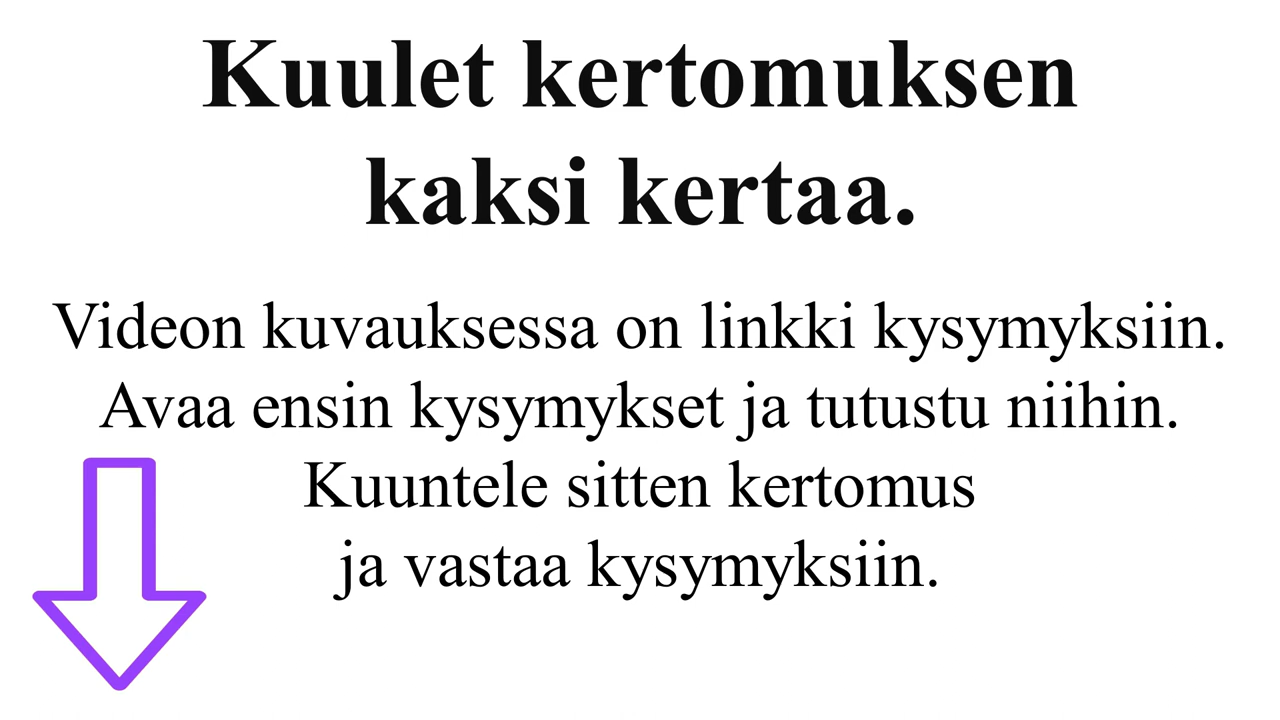 Kuulet kertomuksen
kaksi kertaa.
Videon kuvauksessa on linkki kysymyksiin.
Avaa ensin kysymykset ja tutustu niihin.
Kuuntele sitten kertomus
ja vastaa kysymyksiin.